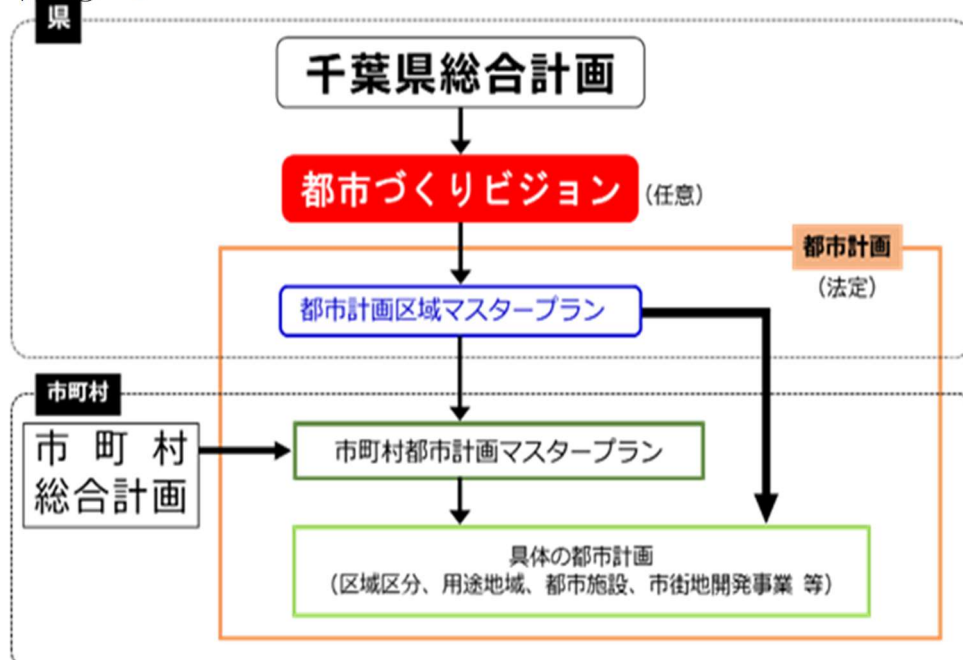 県
千葉県総合計画
都市づくりビジョン
(任意)
都市計画
(法定)
都市計画区域マスタープラン
市町村
市 町 村
総合計画
市町村都市計画マスタープラン
具体の都市計画
(区域区分、用途地域、都市施設、市街地開発事業 等)